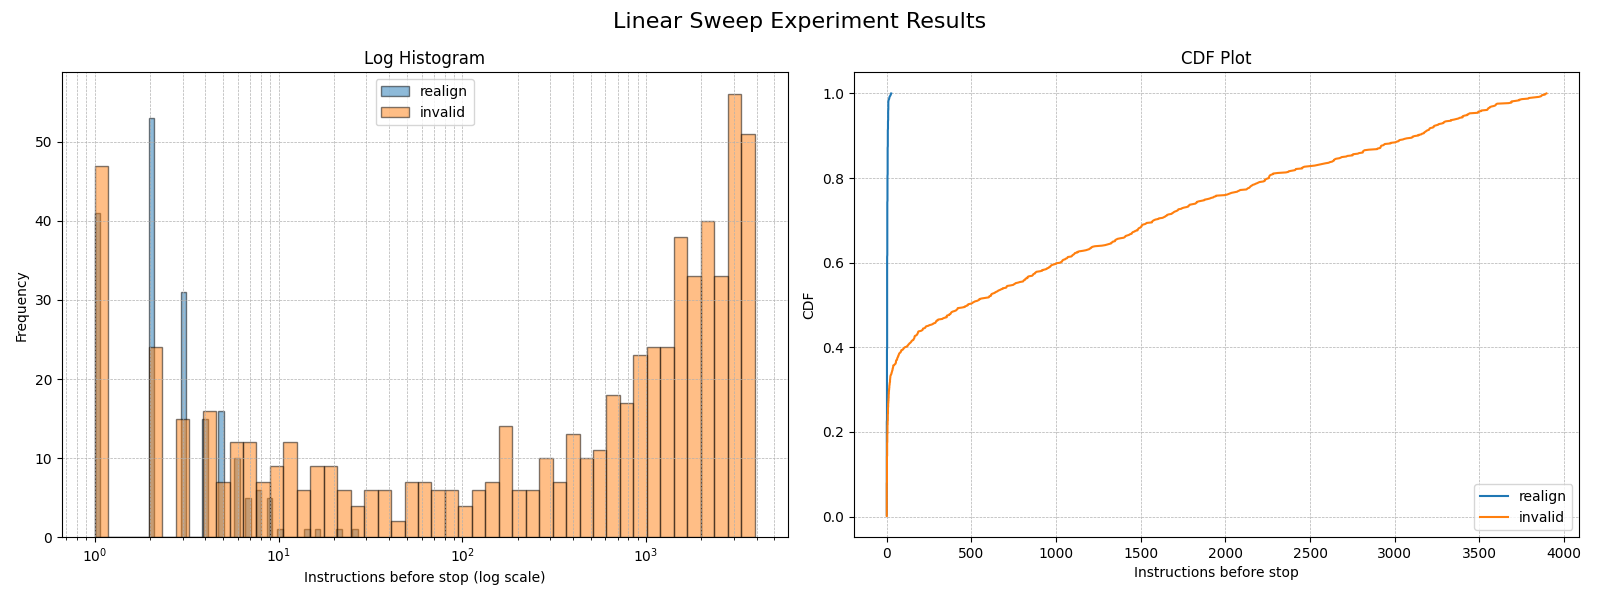 Linear Sweep Experiment Results
Log Histogram
realign
invalid
Frequency
50
40
30
20
10
0
10⁰ 10¹ 10² 10³
Instructions before stop (log scale)
CDF Plot
CDF
1.0
0.8
0.6
0.4
0.2
0.0
realign
invalid
0 500 1000 1500 2000 2500 3000 3500 4000
Instructions before stop